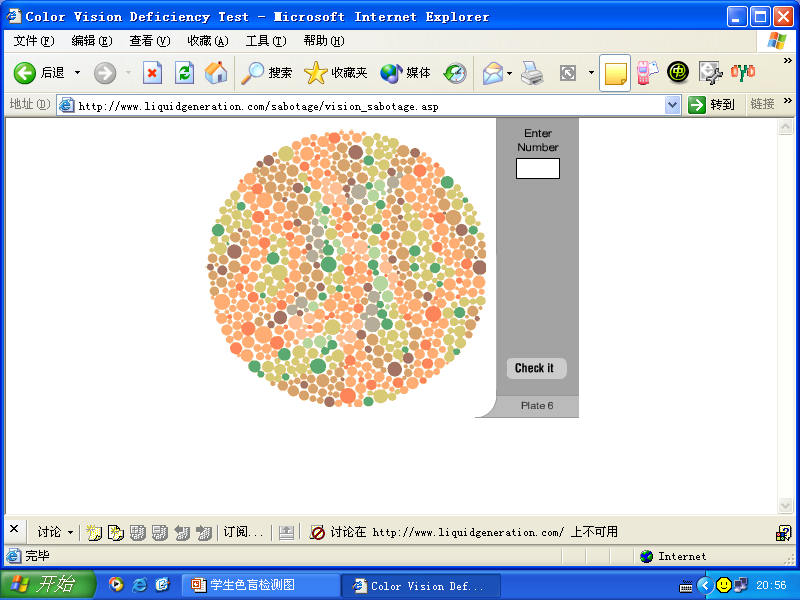 Color Vision Deficiency Test - Microsoft Internet Explorer
文件(F) 编辑(E) 查看(V) 收藏(A) 工具(T) 帮助(H)
后退 搜索 收藏夹 媒体
地址(D) http://www.liquidgeneration.com/sabotage/vision_sabotage.asp 转到 链接 »
Enter
Number
Check it
Plate 6
讨论 订阅... 讨论在 http://www.liquidgeneration.com/ 上不可用
完毕 Internet
开始 学生色盲检测图 Color Vision Def... 20:56